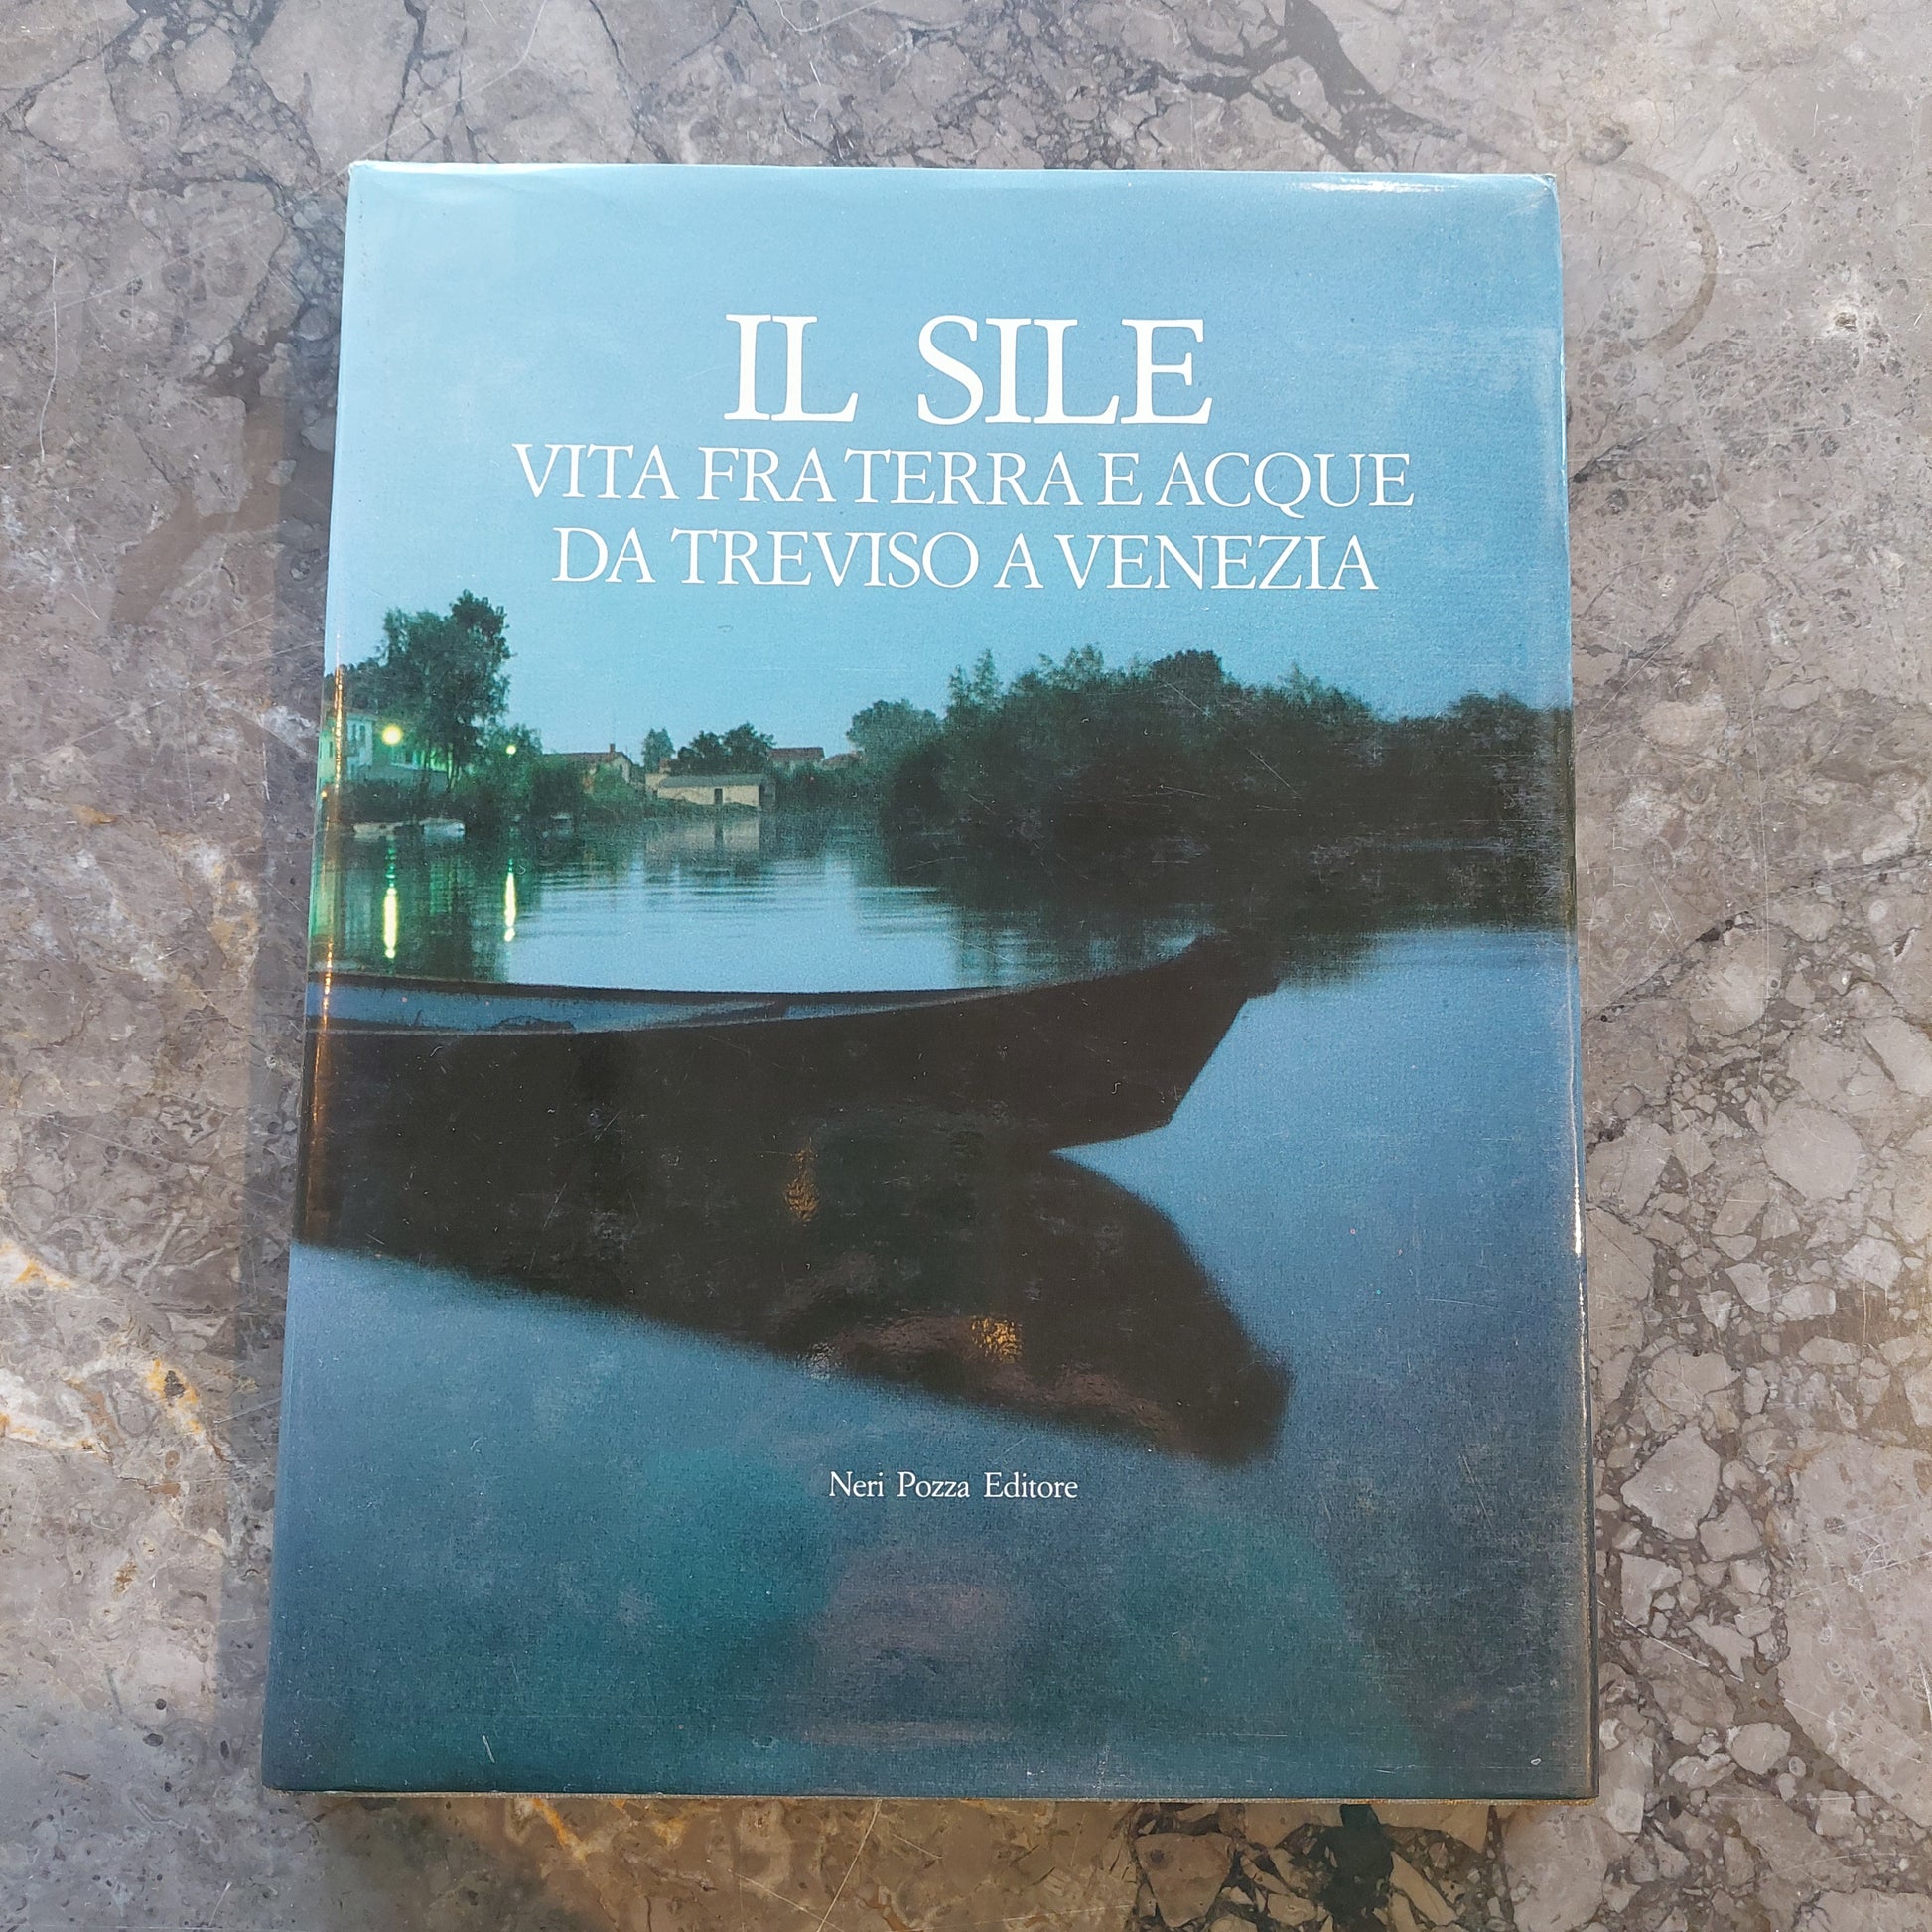 IL SILE
VITA FRA TERRA E ACQUE
DA TREVISO A VENEZIA
Neri Pozza Editore